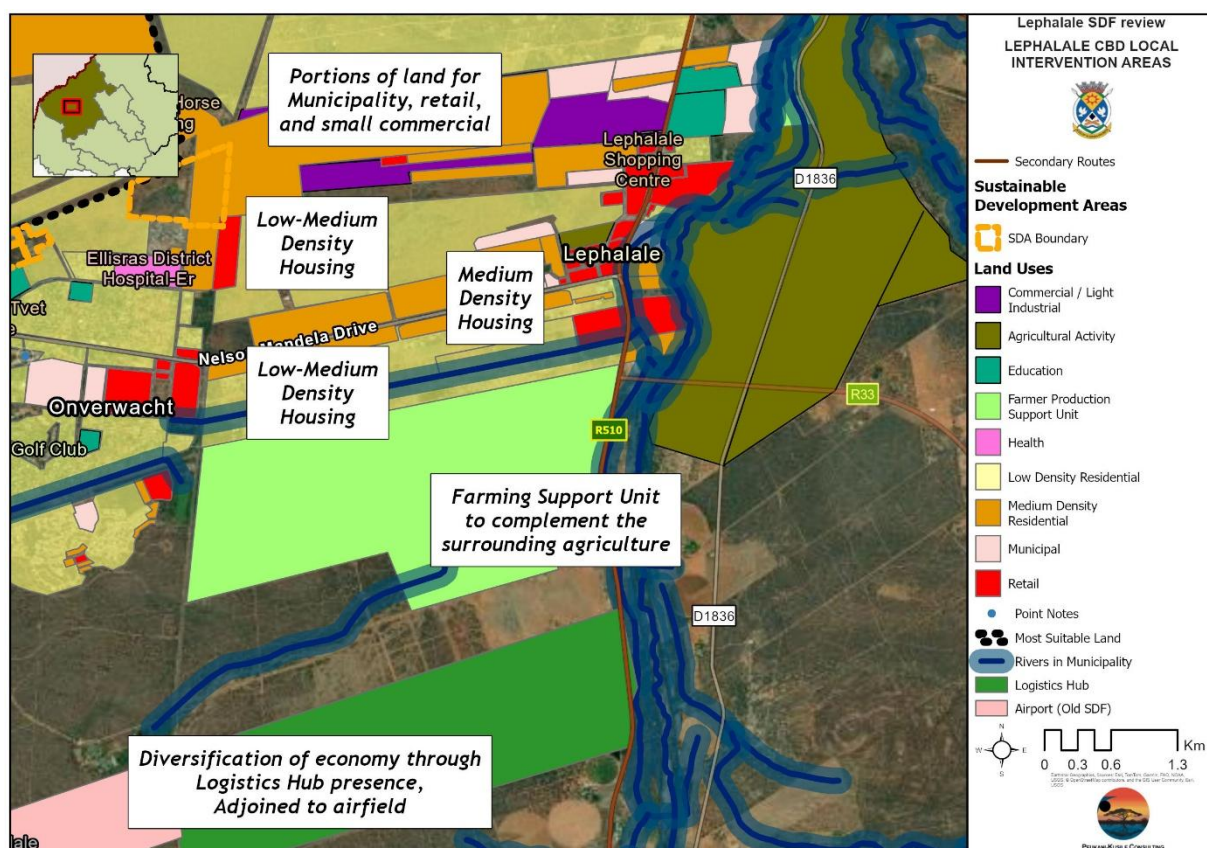 Portions of land for
Municipality, retail,
and small commercial
Horse
ng
Lephalale
Shopping
Centre
D1836
Low-Medium
Density
Housing
Ellisras District
Hospital-Er
Medium
Density
Housing
Lephalale
Tvet
e
Nelson Mandela Drive
Low-Medium
Density
Housing
Onverwacht
Golf Club
R33
R510
Farming Support Unit
to complement the
surrounding agriculture
D1836
Diversification of economy through
Logistics Hub presence,
Adjoined to airfield
lale
Lephalale SDF review
LEPHALALE CBD LOCAL
INTERVENTION AREAS
Secondary Routes
Sustainable
Development Areas
SDA Boundary
Land Uses
Commercial / Light
Industrial
Agricultural Activity
Education
Farmer Production
Support Unit
Health
Low Density Residential
Medium Density
Residential
Municipal
Retail
Point Notes
Most Suitable Land
Rivers in Municipality
Logistics Hub
Airport (Old SDF)
N
W E
S
Km
0 0.3 0.6 1.3